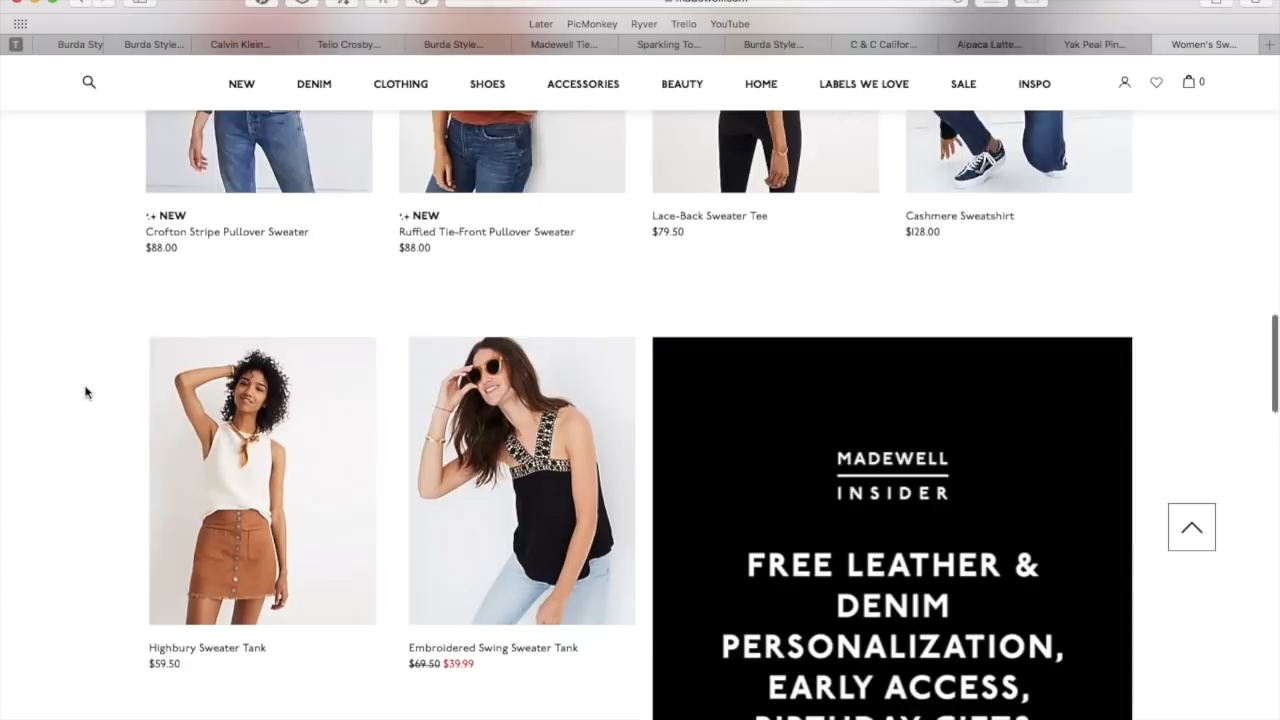 Later PicMonkey Ryver Trello YouTube
T Burda Sty Burda Style... Calvin Klein... Telio Crosby... Burda Style... Madewell Tie... Sparkling To... Burda Style... C & C Califor... Alpaca Latte... Yak Peal Pin... Women's Sw...
NEW DENIM CLOTHING SHOES ACCESSORIES BEAUTY HOME LABELS WE LOVE SALE INSPO 0
NEW
Crofton Stripe Pullover Sweater
$88.00
NEW
Ruffled Tie-Front Pullover Sweater
$88.00
Lace-Back Sweater Tee
$79.50
Cashmere Sweatshirt
$128.00
Highbury Sweater Tank
$59.50
Embroidered Swing Sweater Tank
$69.50 $39.99
MADEWELL
INSIDER
FREE LEATHER &
DENIM
PERSONALIZATION,
EARLY ACCESS,
BIRTHDAY GIFTS